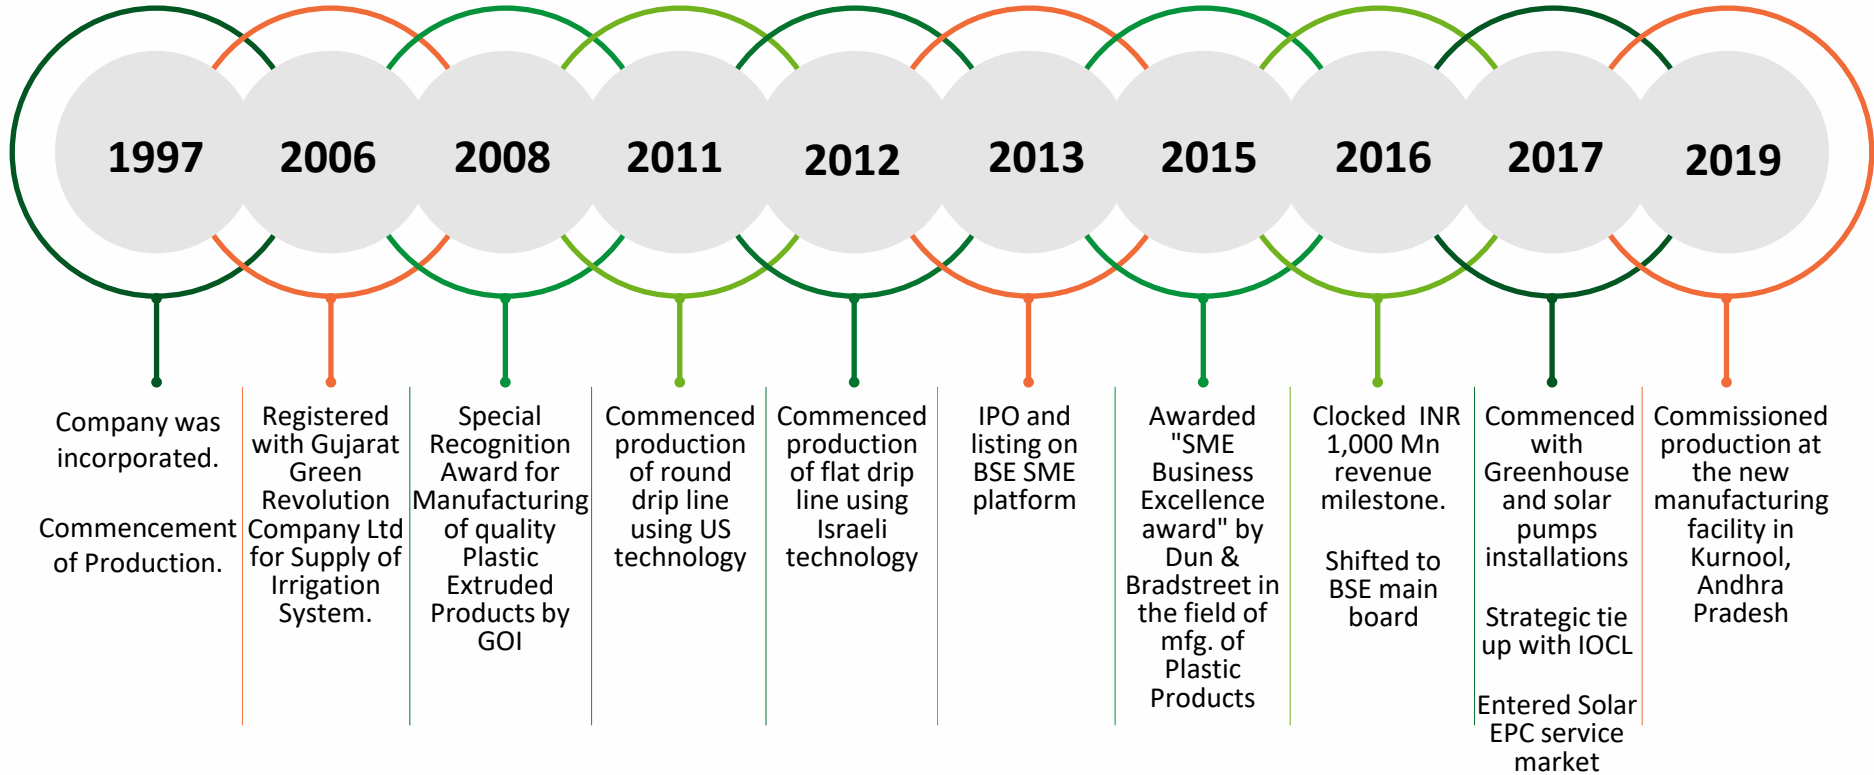 1997
2006
2008
2011
2012
2013
2015
2016
2017
2019
Company was
incorporated.
Commencement
of Production.
Registered
with Gujarat
Green
Revolution
Company Ltd
for Supply of
Irrigation
System.
Special
Recognition
Award for
Manufacturing
of quality
Plastic
Extruded
Products by
GOI
Commenced
production
of round
drip line
using US
technology
Commenced
production
of flat drip
line using
Israeli
technology
IPO and
listing on
BSE SME
platform
Awarded
"SME
Business
Excellence
award" by
Dun &
Bradstreet in
the field of
mfg. of
Plastic
Products
Clocked INR
1,000 Mn
revenue
milestone.
Shifted to
BSE main
board
Commenced
with
Greenhouse
and solar
pumps
installations
Strategic tie
up with IOCL
Entered Solar
EPC service
market
Commissioned
production at
the new
manufacturing
facility in
Kurnool,
Andhra
Pradesh